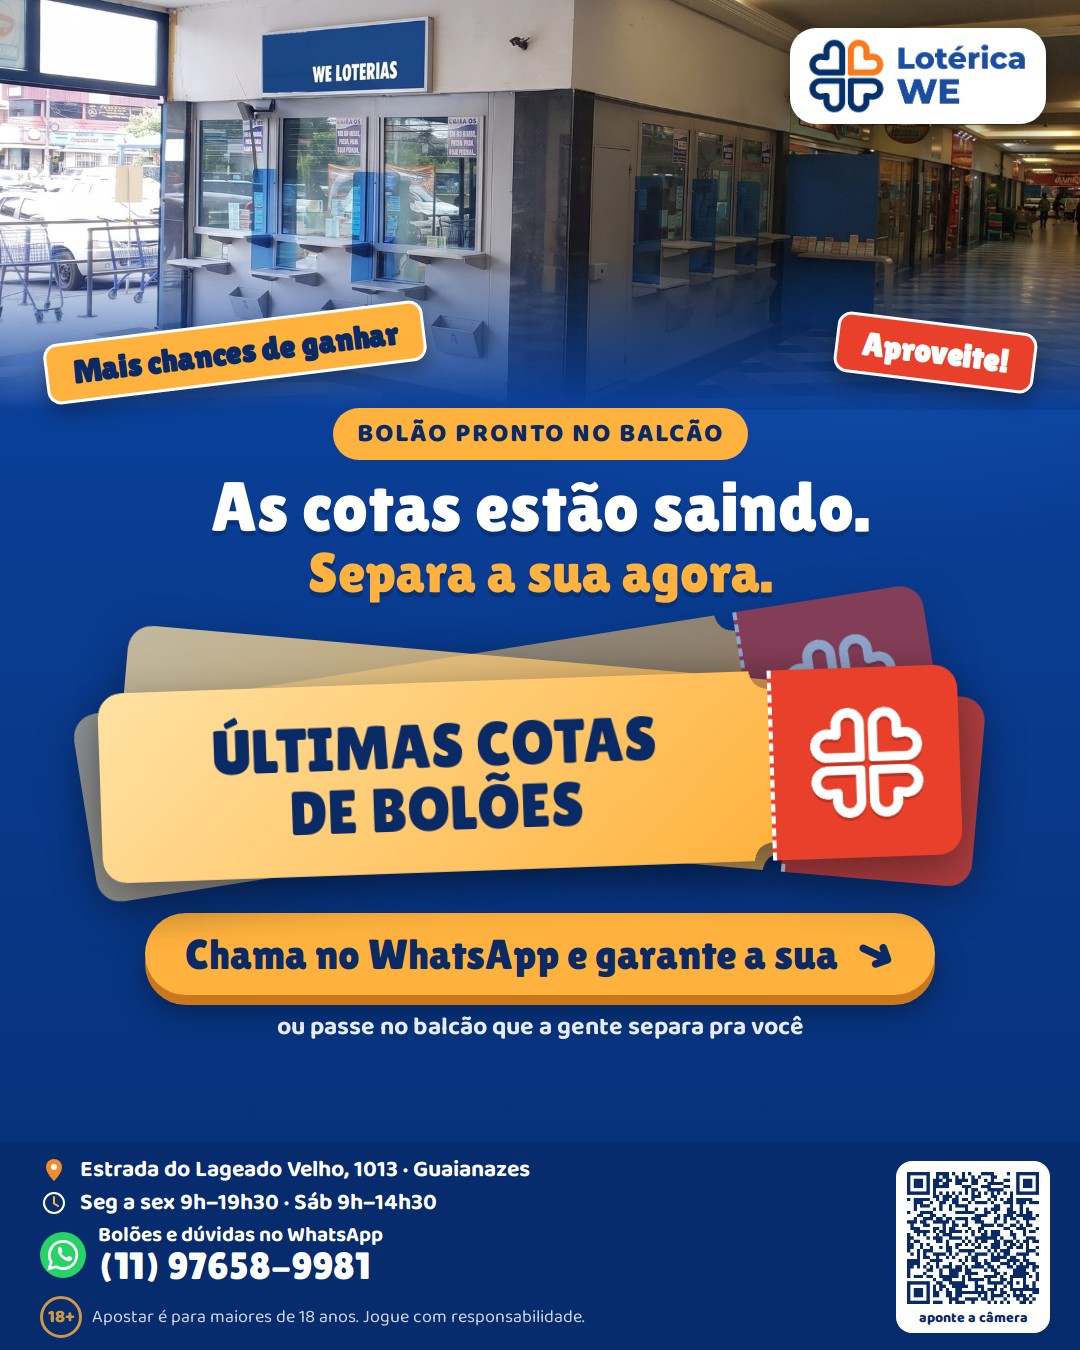 WE LOTERIAS
Lotérica
WE
Mais chances de ganhar
Aproveite!
BOLÃO PRONTO NO BALCÃO
As cotas estão saindo.
Separa a sua agora.
ÚLTIMAS COTAS
DE BOLÕES
Chama no WhatsApp e garante a sua
ou passe no balcão que a gente separa pra você
Estrada do Lageado Velho, 1013 · Guaianazes
Seg a sex 9h–19h30 · Sáb 9h–14h30
Bolões e dúvidas no WhatsApp
(11) 97658-9981
18+ Apostar é para maiores de 18 anos. Jogue com responsabilidade.
aponte a câmera